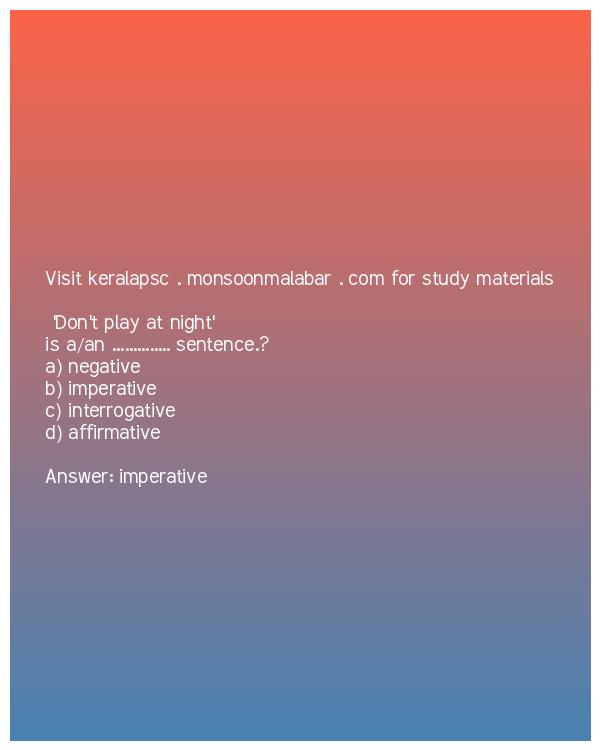 Visit keralapsc . monsoonmalabar . com for study materials
'Don't play at night'
is a/an .............. sentence.?
a) negative
b) imperative
c) interrogative
d) affirmative
Answer: imperative